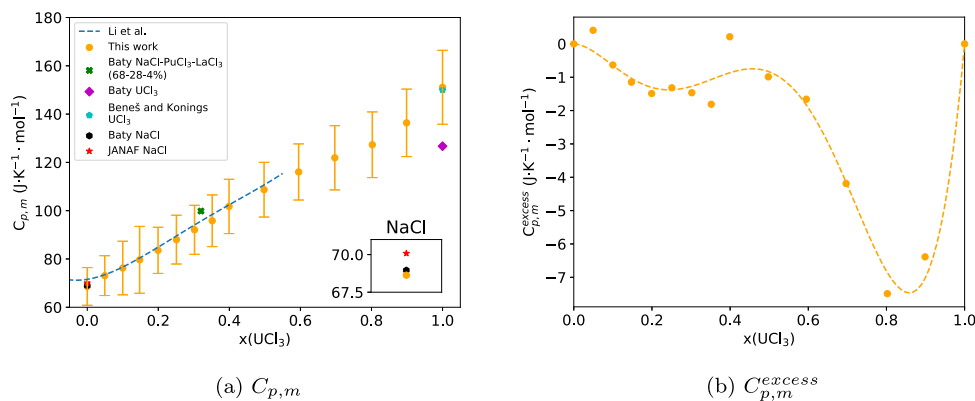 180
160
140
120
100
80
60
C_{p,m} (J·K⁻¹·mol⁻¹)
Li et al.
This work
Baty NaCl-PuCl₃-LaCl₃
(68-28-4%)
Baty UCl₃
Beneš and Konings
UCl₃
Baty NaCl
JANAF NaCl
NaCl
70.0
67.5
0.0 0.2 0.4 0.6 0.8 1.0
x(UCl₃)
(a) C_{p,m}
0
−1
−2
−3
−4
−5
−6
−7
C_{p,m}^{excess} (J·K⁻¹·mol⁻¹)
0.0 0.2 0.4 0.6 0.8 1.0
x(UCl₃)
(b) C_{p,m}^{excess}